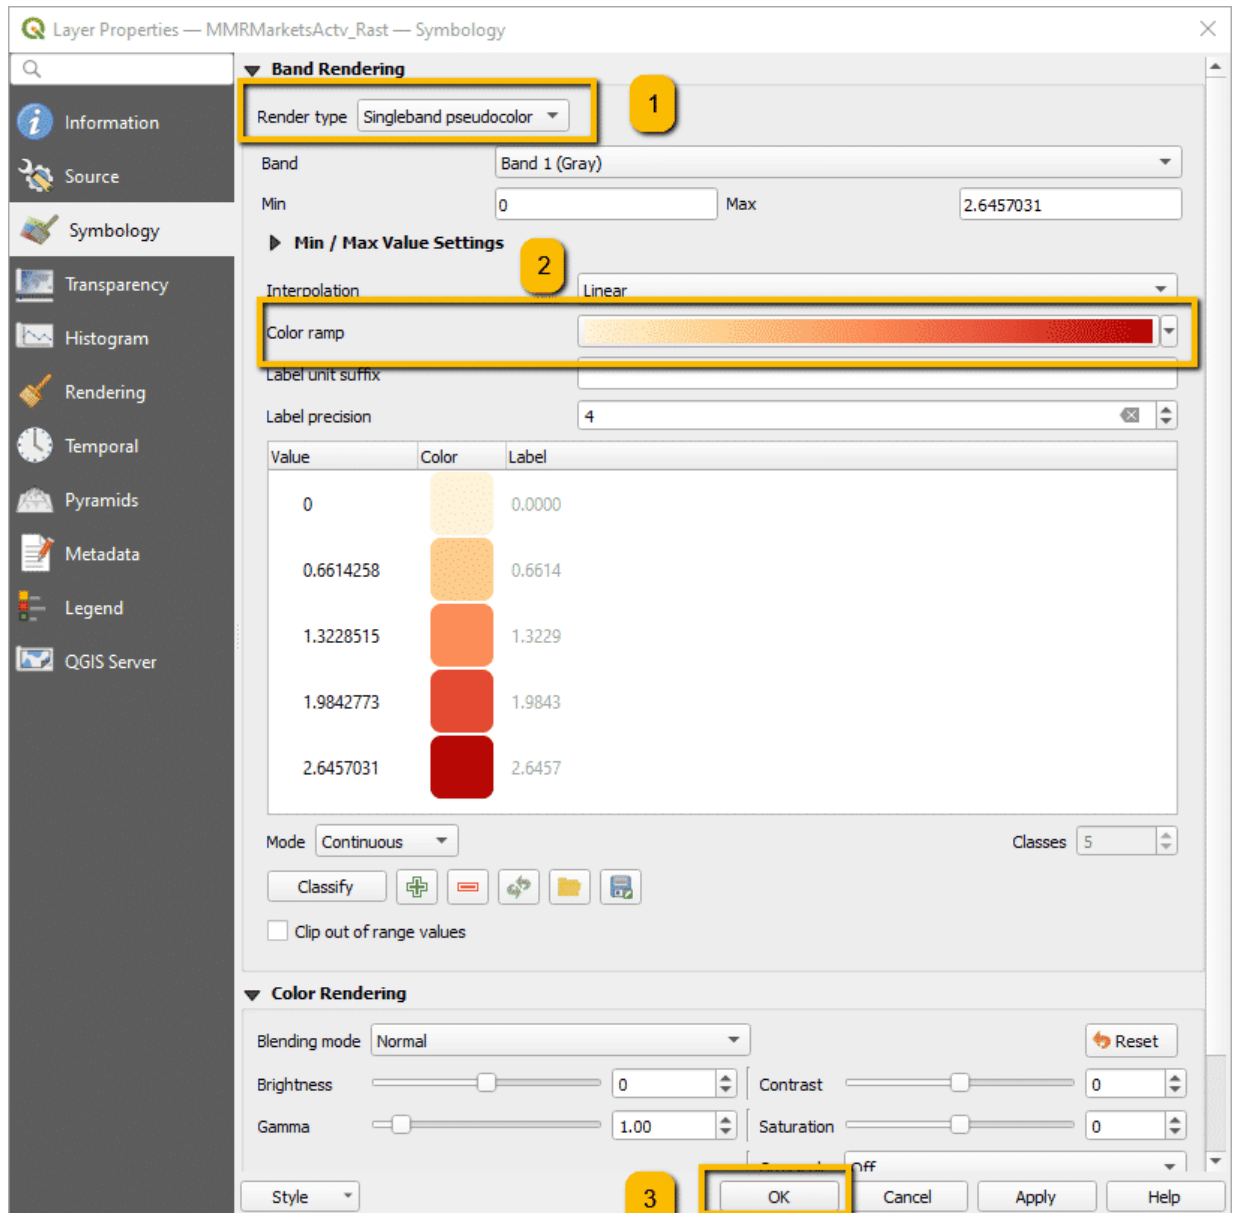 Layer Properties — MMRMarketsActv_Rast — Symbology
Information
Source
Symbology
Transparency
Histogram
Rendering
Temporal
Pyramids
Metadata
Legend
QGIS Server
Band Rendering
1
Render type Singleband pseudocolor
Band Band 1 (Gray)
Min 0 Max 2.6457031
Min / Max Value Settings
2
Interpolation Linear
Color ramp
Label unit suffix
Label precision 4
Value Color Label
0 0.0000
0.6614258 0.6614
1.3228515 1.3229
1.9842773 1.9843
2.6457031 2.6457
Mode Continuous Classes 5
Classify
Clip out of range values
Color Rendering
Blending mode Normal Reset
Brightness 0 Contrast 0
Gamma 1.00 Saturation 0
Off
Style 3 OK Cancel Apply Help